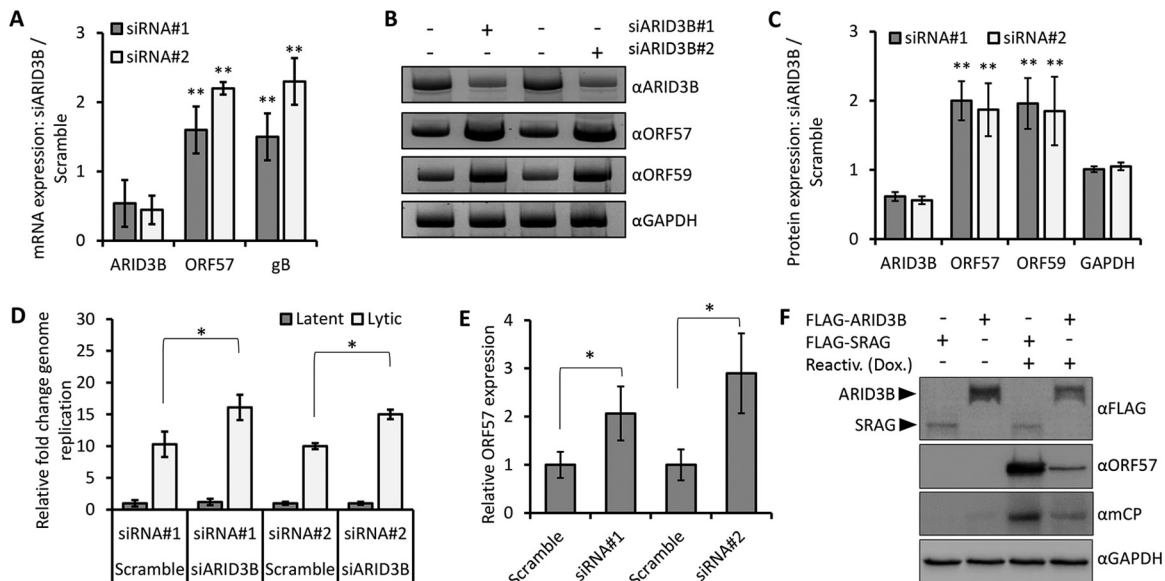 A
mRNA expression: siARID3B /
Scramble
siRNA#1
siRNA#2
3
2
1
0
** ** ** **
ARID3B ORF57 gB
B
- + - - siARID3B#1
- - - + siARID3B#2
αARID3B
αORF57
αORF59
αGAPDH
C
Protein expression: siARID3B /
Scramble
siRNA#1 siRNA#2
3
2
1
0
** ** ** **
ARID3B ORF57 ORF59 GAPDH
D
Relative fold change genome
replication
Latent Lytic
30
25
20
15
10
5
0
* *
siRNA#1 siRNA#1 siRNA#2 siRNA#2
Scramble siARID3B Scramble siARID3B
E
Relative ORF57 expression
4
3
2
1
0
* *
Scramble siRNA#1 Scramble siRNA#2
F
FLAG-ARID3B - + - +
FLAG-SRAG + - + -
Reactiv. (Dox.) - - + +
ARID3B
SRAG
αFLAG
αORF57
αmCP
αGAPDH